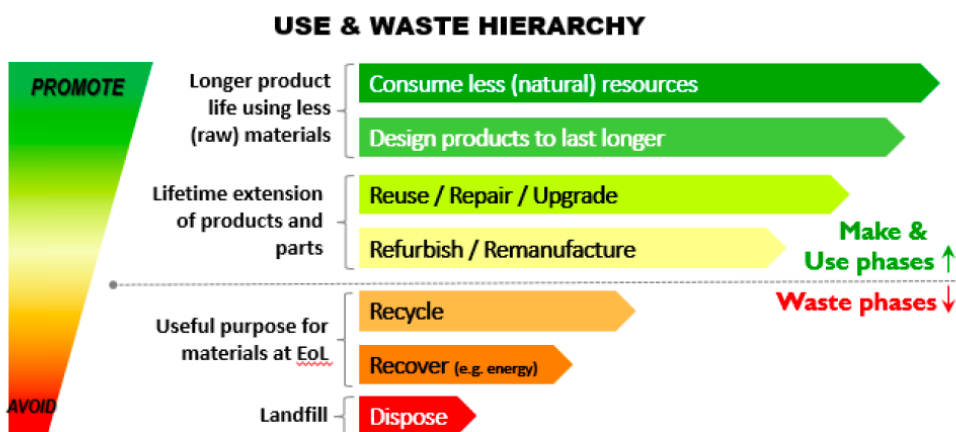 USE & WASTE HIERARCHY
PROMOTE
Longer product
life using less
(raw) materials
Consume less (natural) resources
Design products to last longer
Lifetime extension
of products and
parts
Reuse / Repair / Upgrade
Refurbish / Remanufacture
Make &
Use phases ↑
Waste phases ↓
Useful purpose for
materials at EoL
Recycle
Recover (e.g. energy)
AVOID
Landfill
Dispose